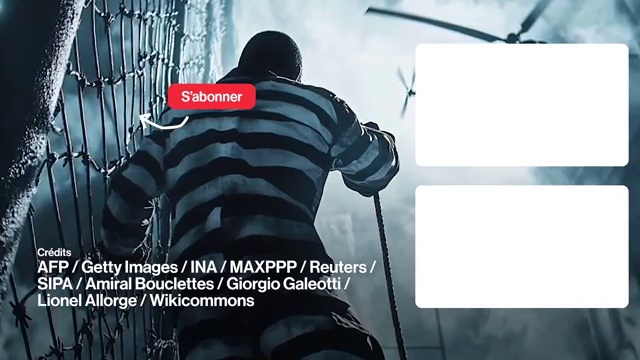 S'abonner
Crédits
AFP / Getty Images / INA / MAXPPP / Reuters /
SIPA / Amiral Bouclettes / Giorgio Galeotti /
Lionel Allorge / Wikicommons